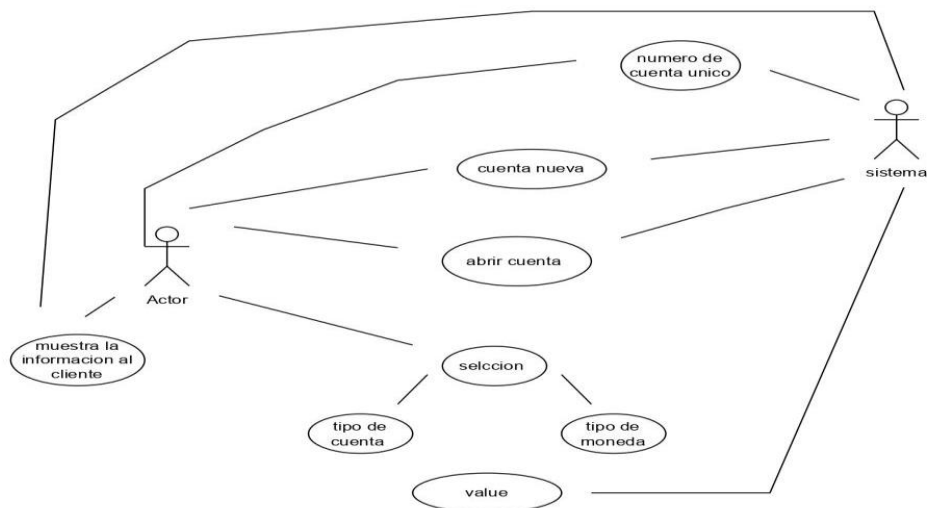 numero de
cuenta unico
sistema
cuenta nueva
abrir cuenta
Actor
muestra la
informacion al
cliente
selccion
tipo de
cuenta
tipo de
moneda
value